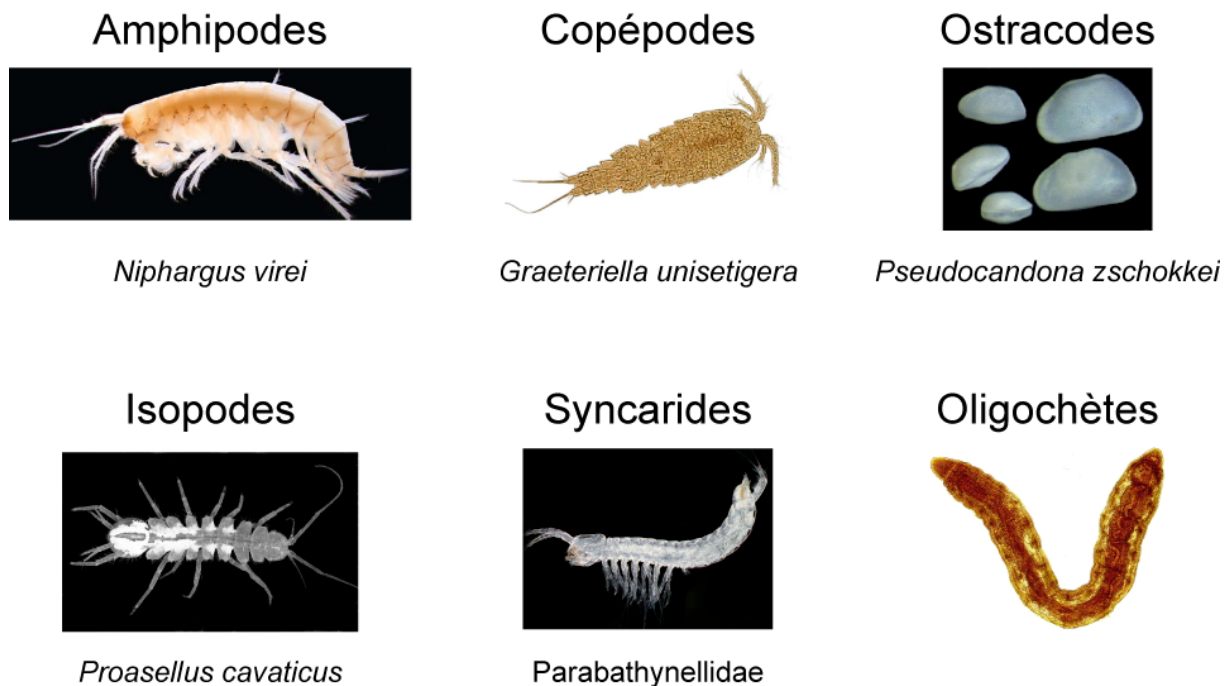 Amphipodes
Copépodes
Ostracodes
Niphargus virei
Graeteriella unisetigera
Pseudocandona zschokkei
Isopodes
Syncarides
Oligochètes
Proasellus cavaticus
Parabathynellidae